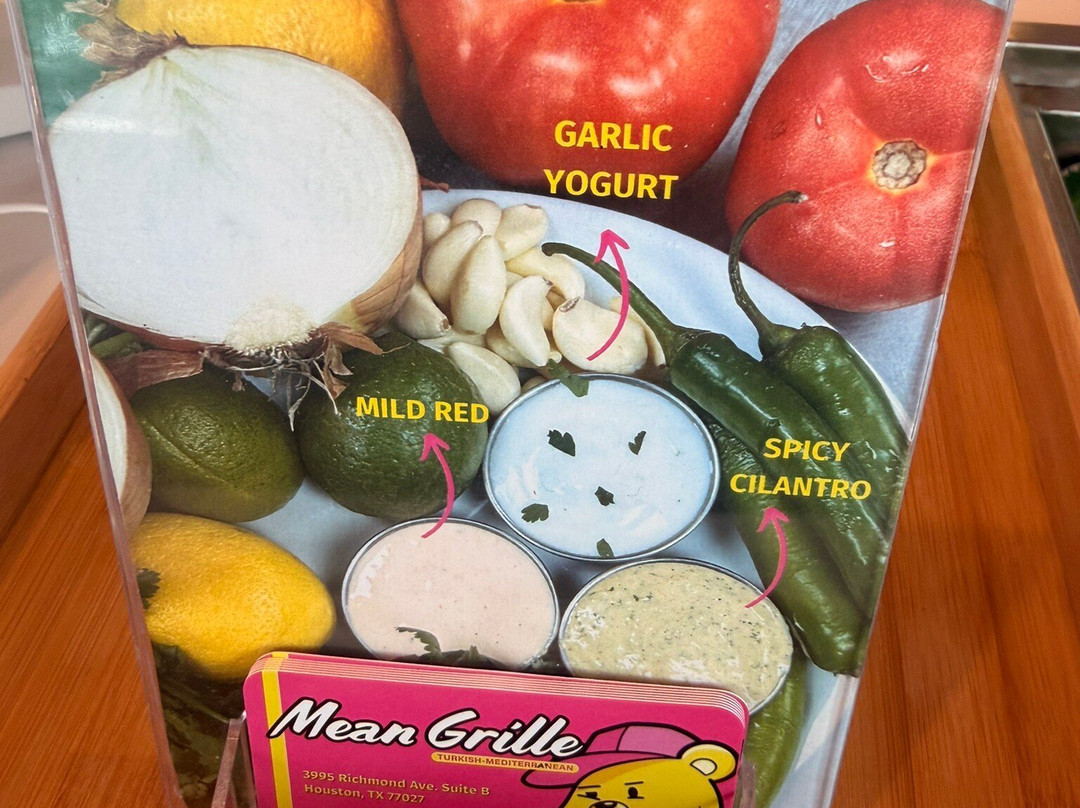 GARLIC
YOGURT
MILD RED
SPICY
CILANTRO
Mean Grille
TURKISH-MEDITERRANEAN
3995 Richmond Ave. Suite B
Houston, TX 77027